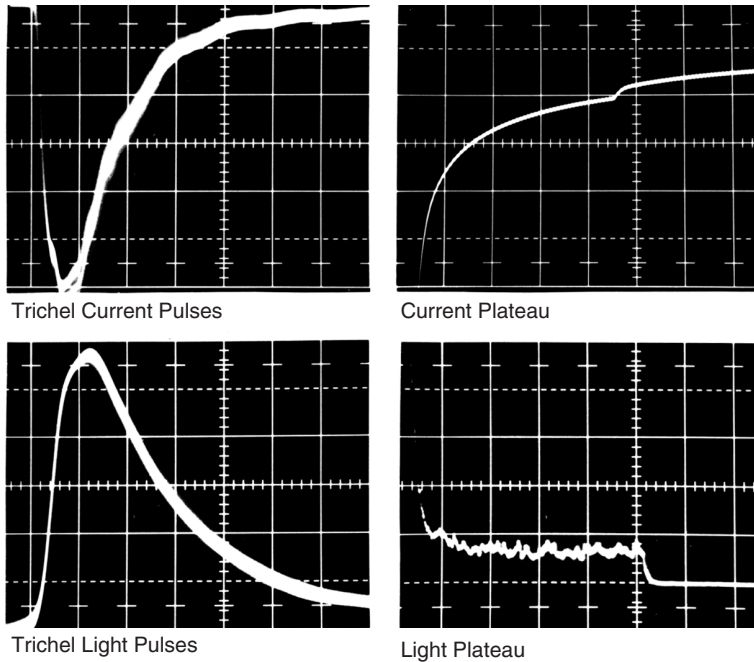 Trichel Current Pulses
Current Plateau
Trichel Light Pulses
Light Plateau